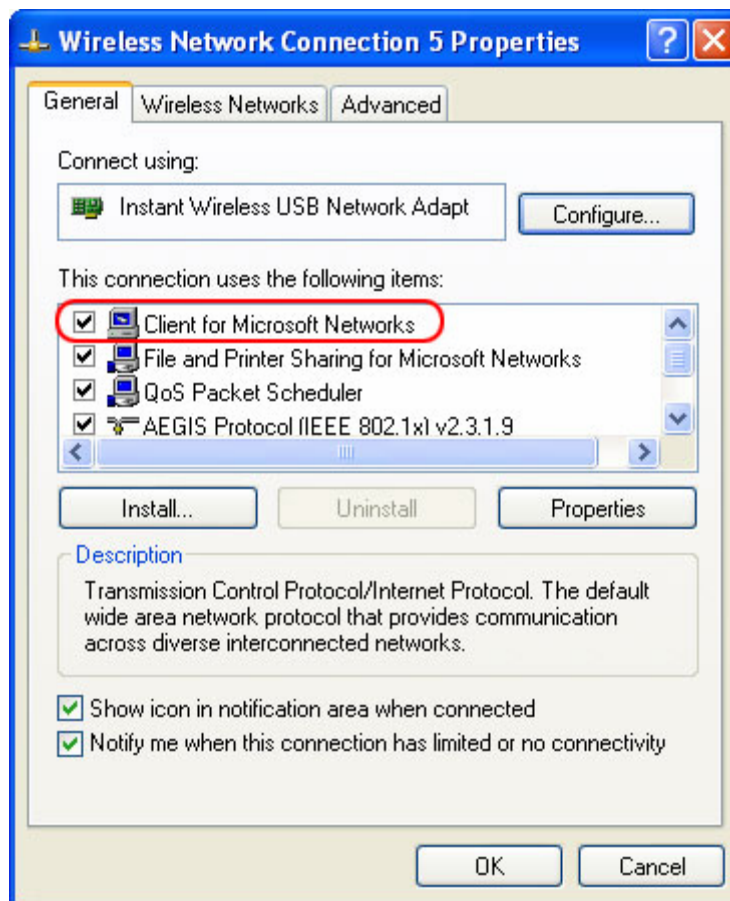 Wireless Network Connection 5 Properties
General Wireless Networks Advanced
Connect using:
Instant Wireless USB Network Adapt
Configure...
This connection uses the following items:
Client for Microsoft Networks
File and Printer Sharing for Microsoft Networks
QoS Packet Scheduler
AEGIS Protocol (IEEE 802.1x) v2.3.1.9
Install... Uninstall Properties
Description
Transmission Control Protocol/Internet Protocol. The default
wide area network protocol that provides communication
across diverse interconnected networks.
Show icon in notification area when connected
Notify me when this connection has limited or no connectivity
OK Cancel